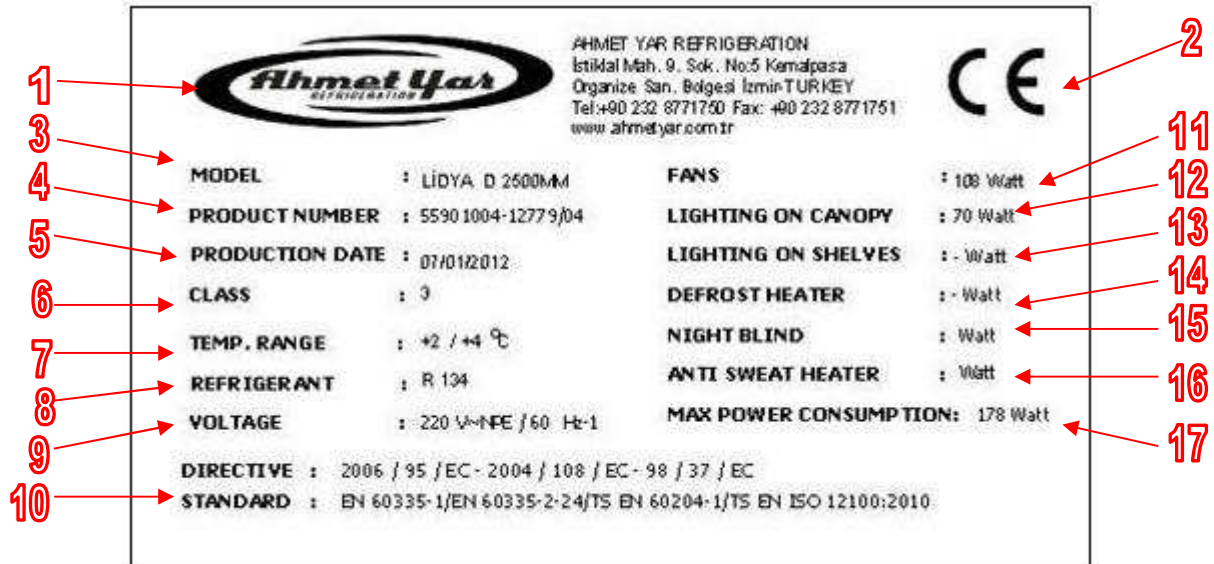 Ahmet Yar
REFRIGERATION
AHMET YAR REFRIGERATION
İstiklal Mah. 9. Sok. No:5 Kemalpasa
Organize San. Bolgesi İzmir-TURKEY
Tel:+90 232 8771750 Fax: +90 232 8771751
www.ahmetyar.com.tr
CE
1
2
3
4
5
6
7
8
9
10
MODEL : LİDYA D 2500MM
PRODUCT NUMBER : 55901004-12779/04
PRODUCTION DATE : 07/01/2012
CLASS : 3
TEMP. RANGE : +2 / +4 °C
REFRIGERANT : R 134
VOLTAGE : 220 V~NPE / 60 Hz-1
FANS : 108 Watt
LIGHTING ON CANOPY : 70 Watt
LIGHTING ON SHELVES : - Watt
DEFROST HEATER : - Watt
NIGHT BLIND : Watt
ANTI SWEAT HEATER : Watt
MAX POWER CONSUMPTION: 178 Watt
11
12
13
14
15
16
17
DIRECTIVE : 2006 / 95 / EC - 2004 / 108 / EC - 98 / 37 / EC
STANDARD : EN 60335-1/EN 60335-2-24/TS EN 60204-1/TS EN ISO 12100:2010